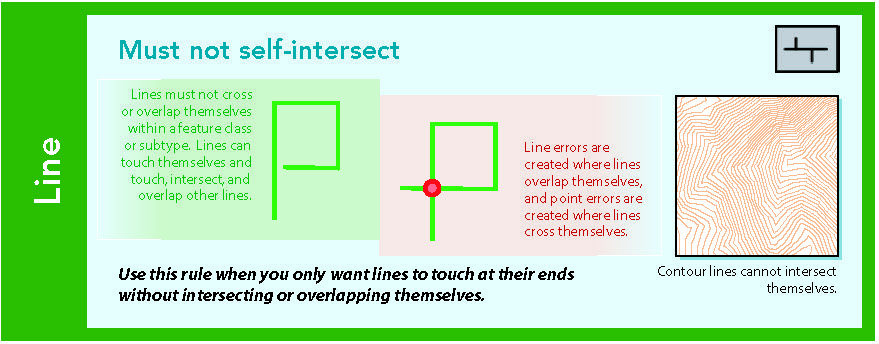 Line
Must not self-intersect
Lines must not cross
or overlap themselves
within a feature class
or subtype. Lines can
touch themselves and
touch, intersect, and
overlap other lines.
Line errors are
created where lines
overlap themselves,
and point errors are
created where lines
cross themselves.
Use this rule when you only want lines to touch at their ends
without intersecting or overlapping themselves.
Contour lines cannot intersect
themselves.